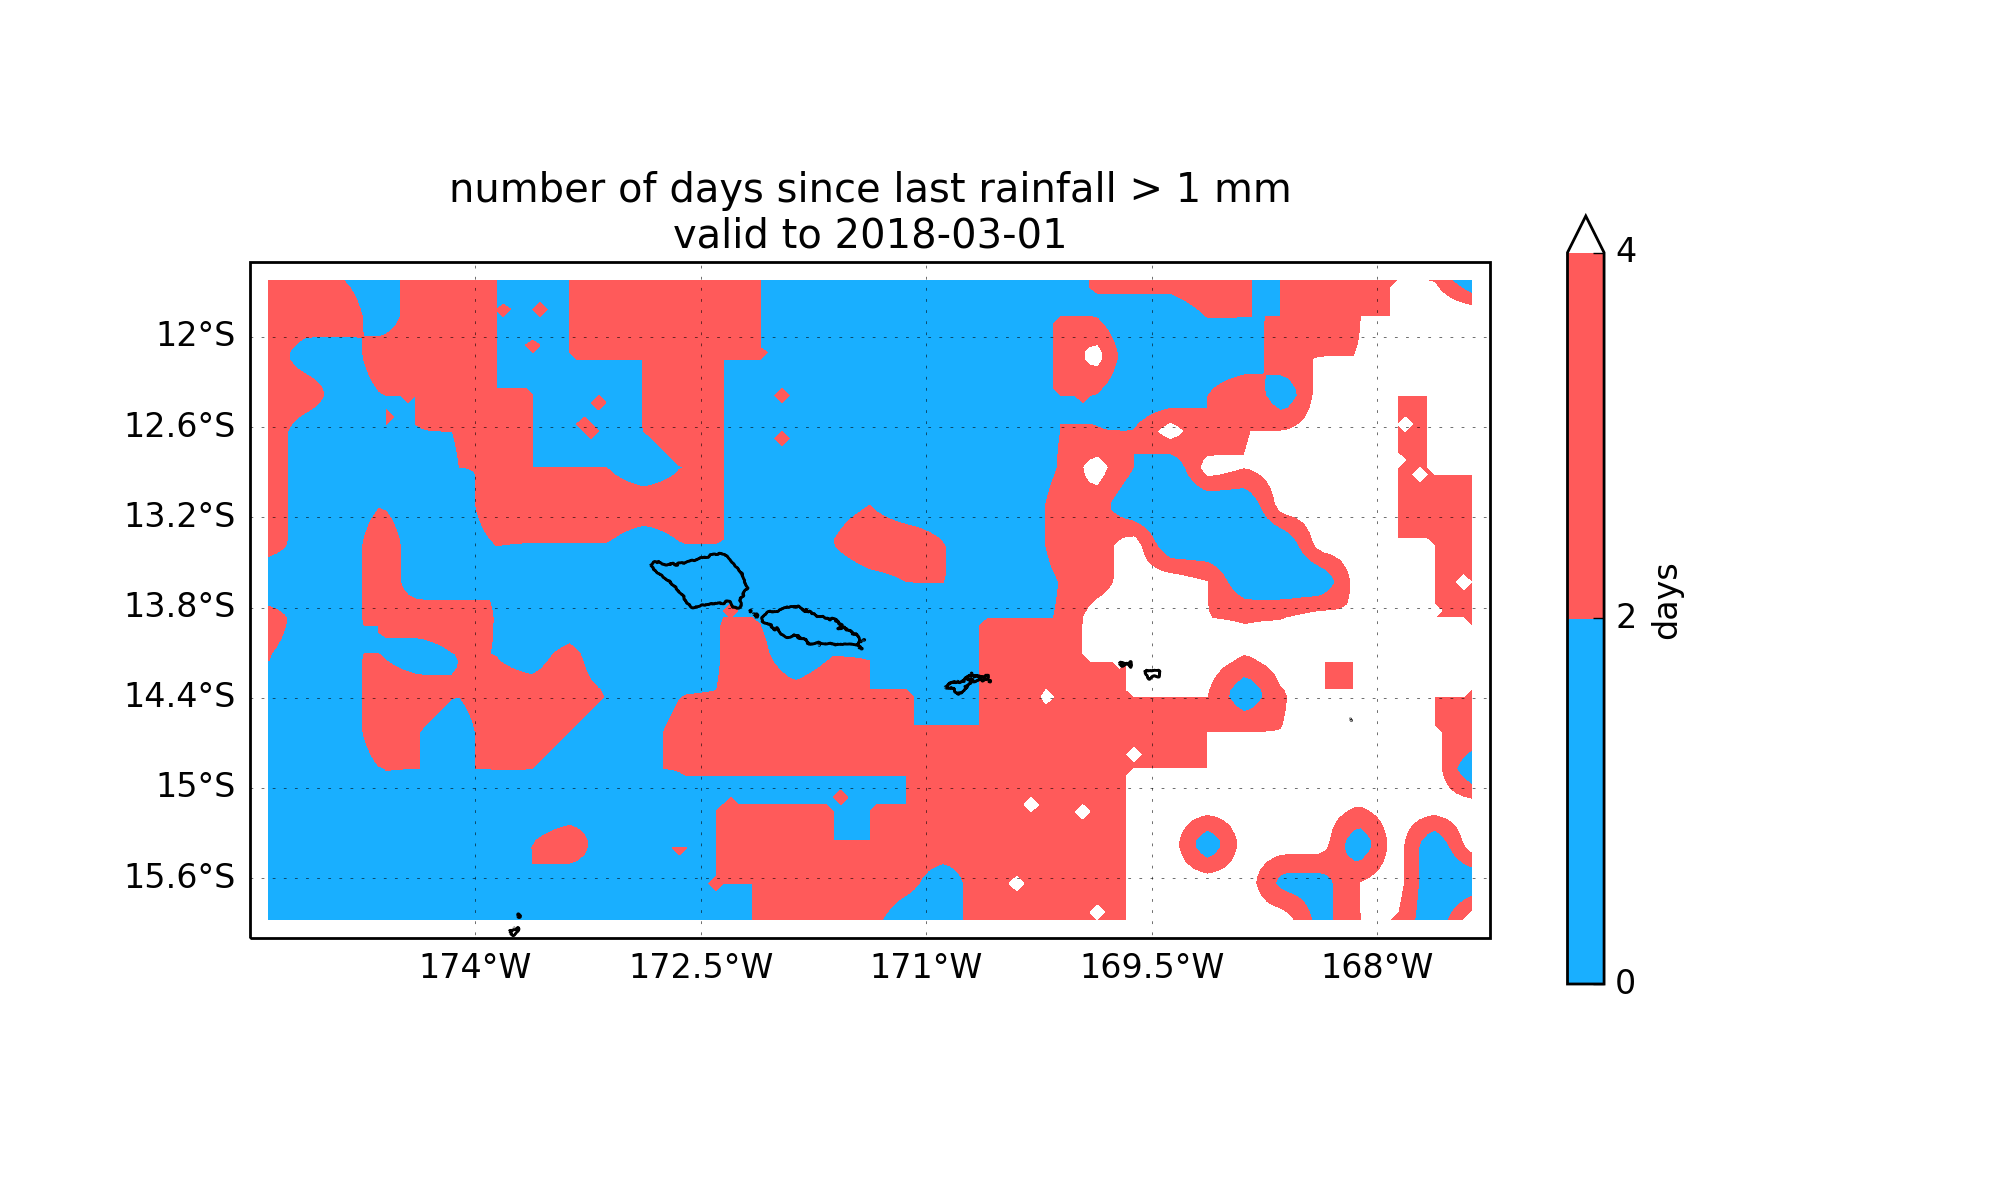 number of days since last rainfall > 1 mm
valid to 2018-03-01
12°S
12.6°S
13.2°S
13.8°S
14.4°S
15°S
15.6°S
174°W
172.5°W
171°W
169.5°W
168°W
4
2
0
days